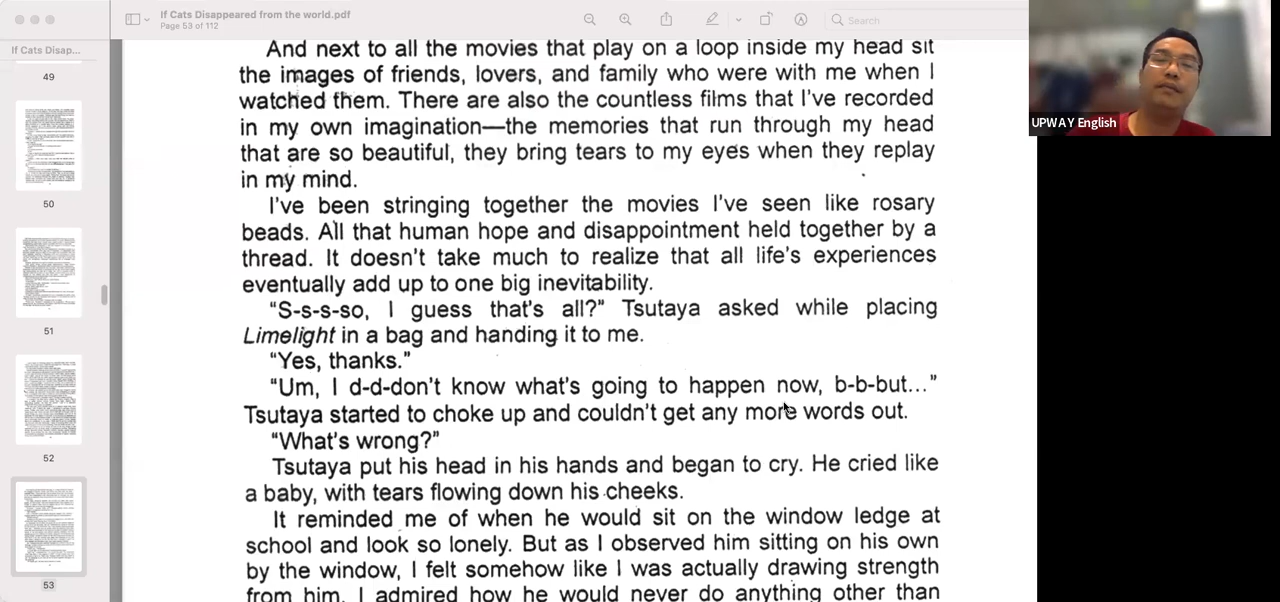 If Cats Disappeared from the world.pdf
Page 53 of 112
Search
If Cats Disap...
49
50
51
52
53
And next to all the movies that play on a loop inside my head sit
the images of friends, lovers, and family who were with me when I
watched them. There are also the countless films that I've recorded
in my own imagination—the memories that run through my head
that are so beautiful, they bring tears to my eyes when they replay
in my mind.
I've been stringing together the movies I've seen like rosary
beads. All that human hope and disappointment held together by a
thread. It doesn't take much to realize that all life's experiences
eventually add up to one big inevitability.
"S-s-s-so, I guess that's all?" Tsutaya asked while placing
Limelight in a bag and handing it to me.
"Yes, thanks."
"Um, I d-d-don't know what's going to happen now, b-b-but..."
Tsutaya started to choke up and couldn't get any more words out.
"What's wrong?"
Tsutaya put his head in his hands and began to cry. He cried like
a baby, with tears flowing down his cheeks.
It reminded me of when he would sit on the window ledge at
school and look so lonely. But as I observed him sitting on his own
by the window, I felt somehow like I was actually drawing strength
from him. I admired how he would never do anything other than
UPWAY English